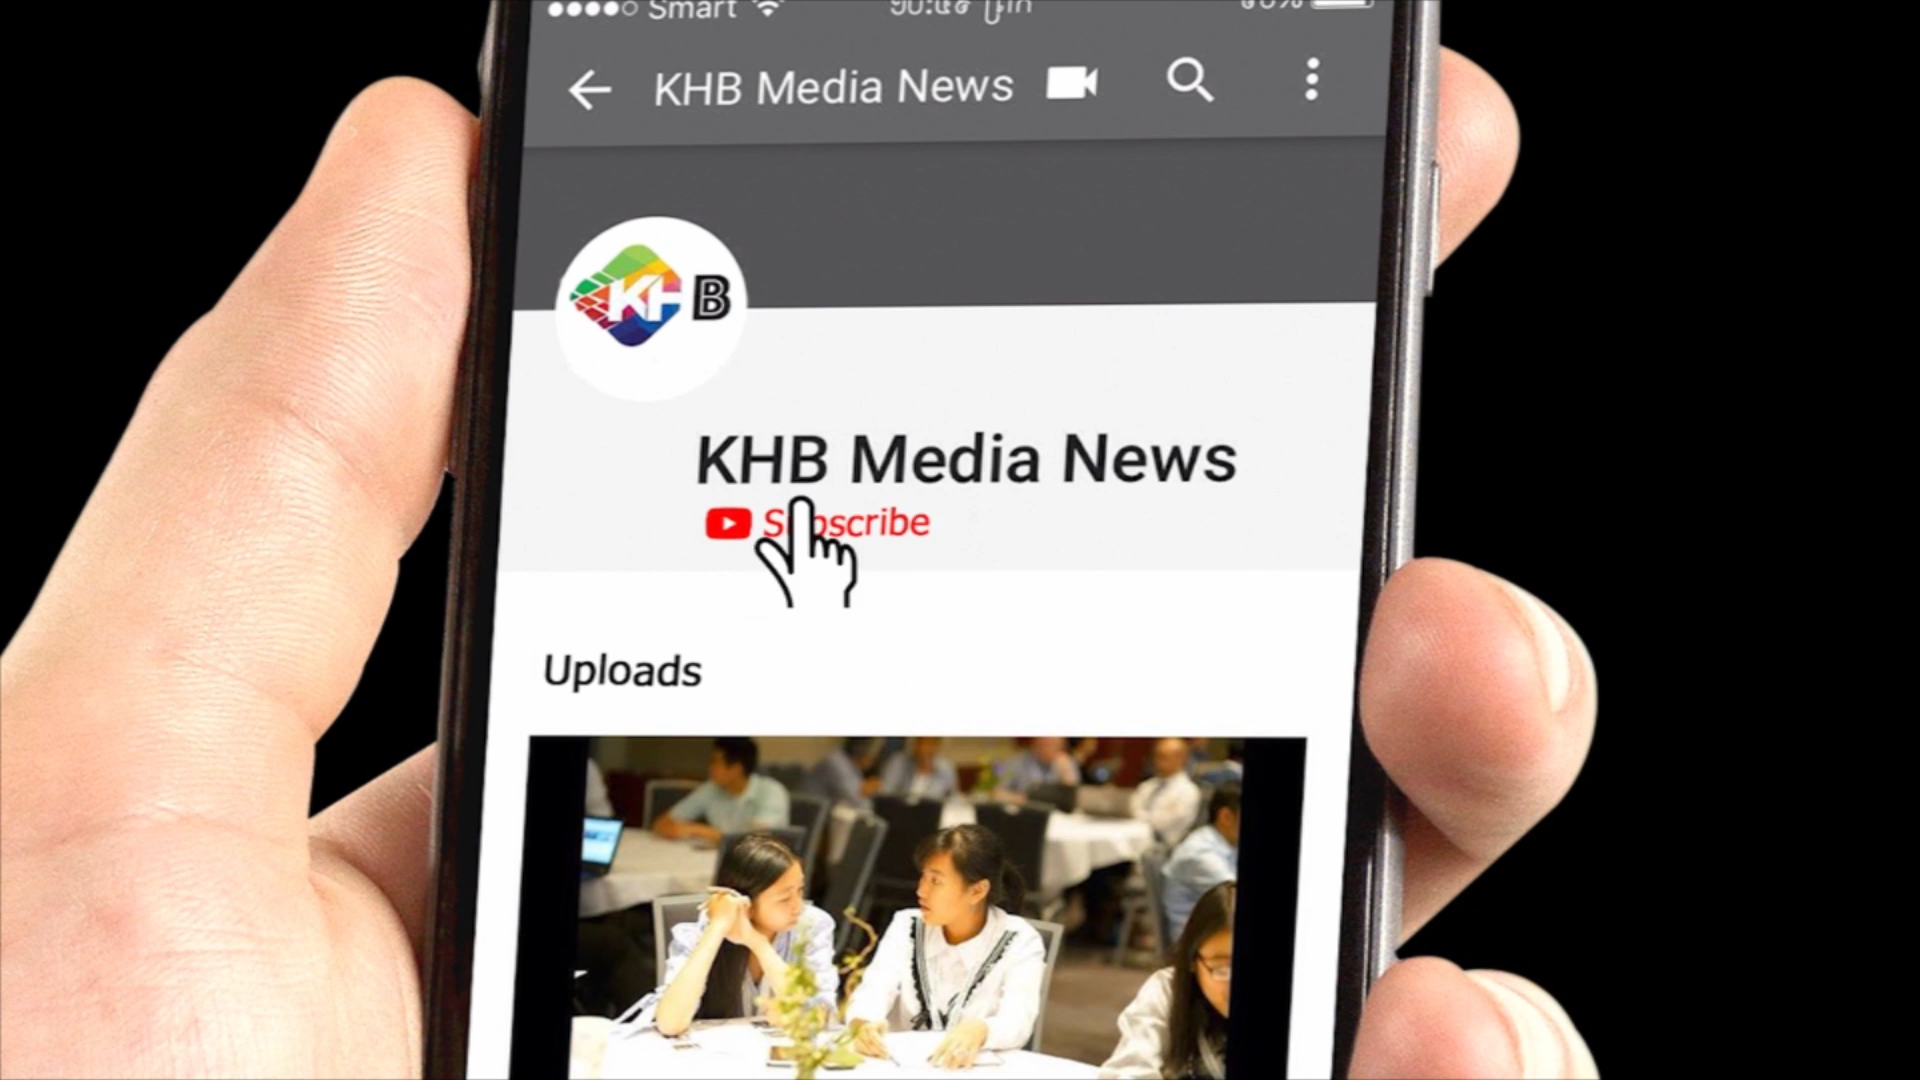 Smart
KHB Media News
KHB
KHB Media News
Subscribe
Uploads